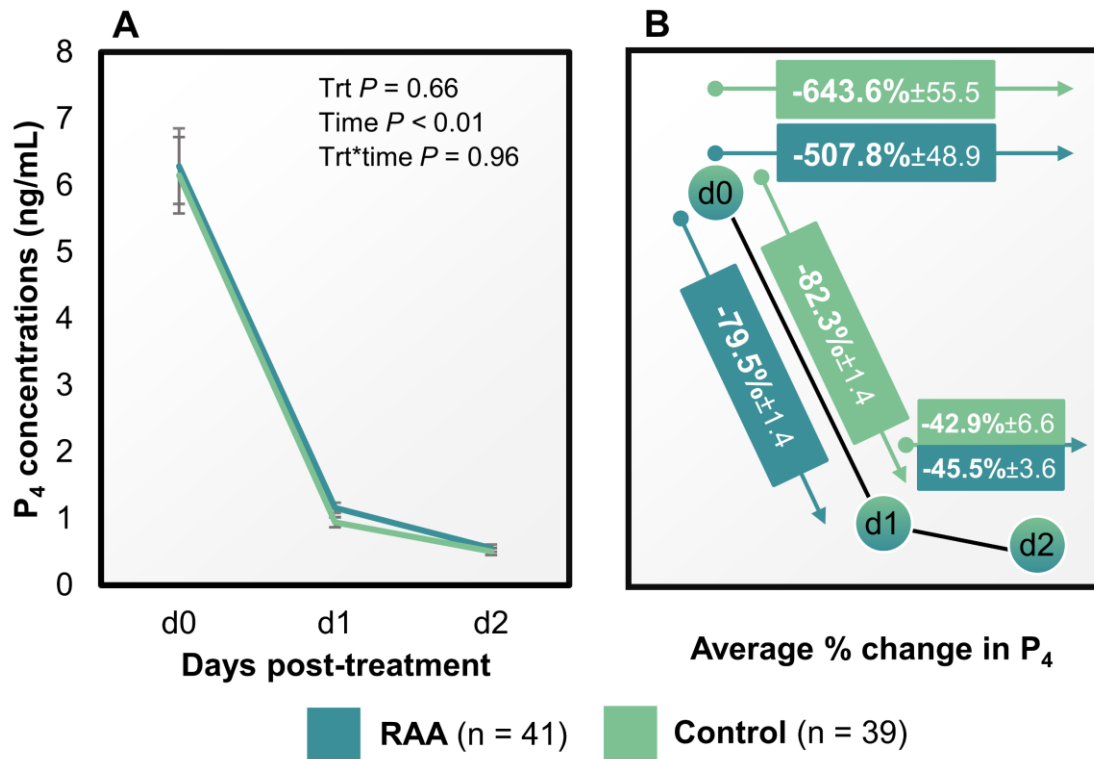 A
8
7
6
5
4
3
2
1
0
P₄ concentrations (ng/mL)
Trt P = 0.66
Time P < 0.01
Trt*time P = 0.96
d0
d1
d2
Days post-treatment
B
-643.6%±55.5
-507.8%±48.9
d0
-82.3%±1.4
-79.5%±1.4
-42.9%±6.6
-45.5%±3.6
d1
d2
Average % change in P₄
RAA (n = 41)
Control (n = 39)